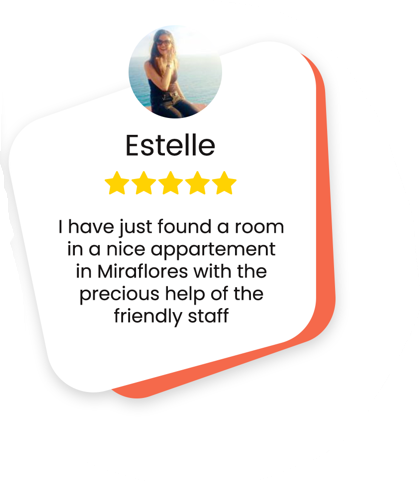 Estelle
I have just found a room
in a nice appartement
in Miraflores with the
precious help of the
friendly staff